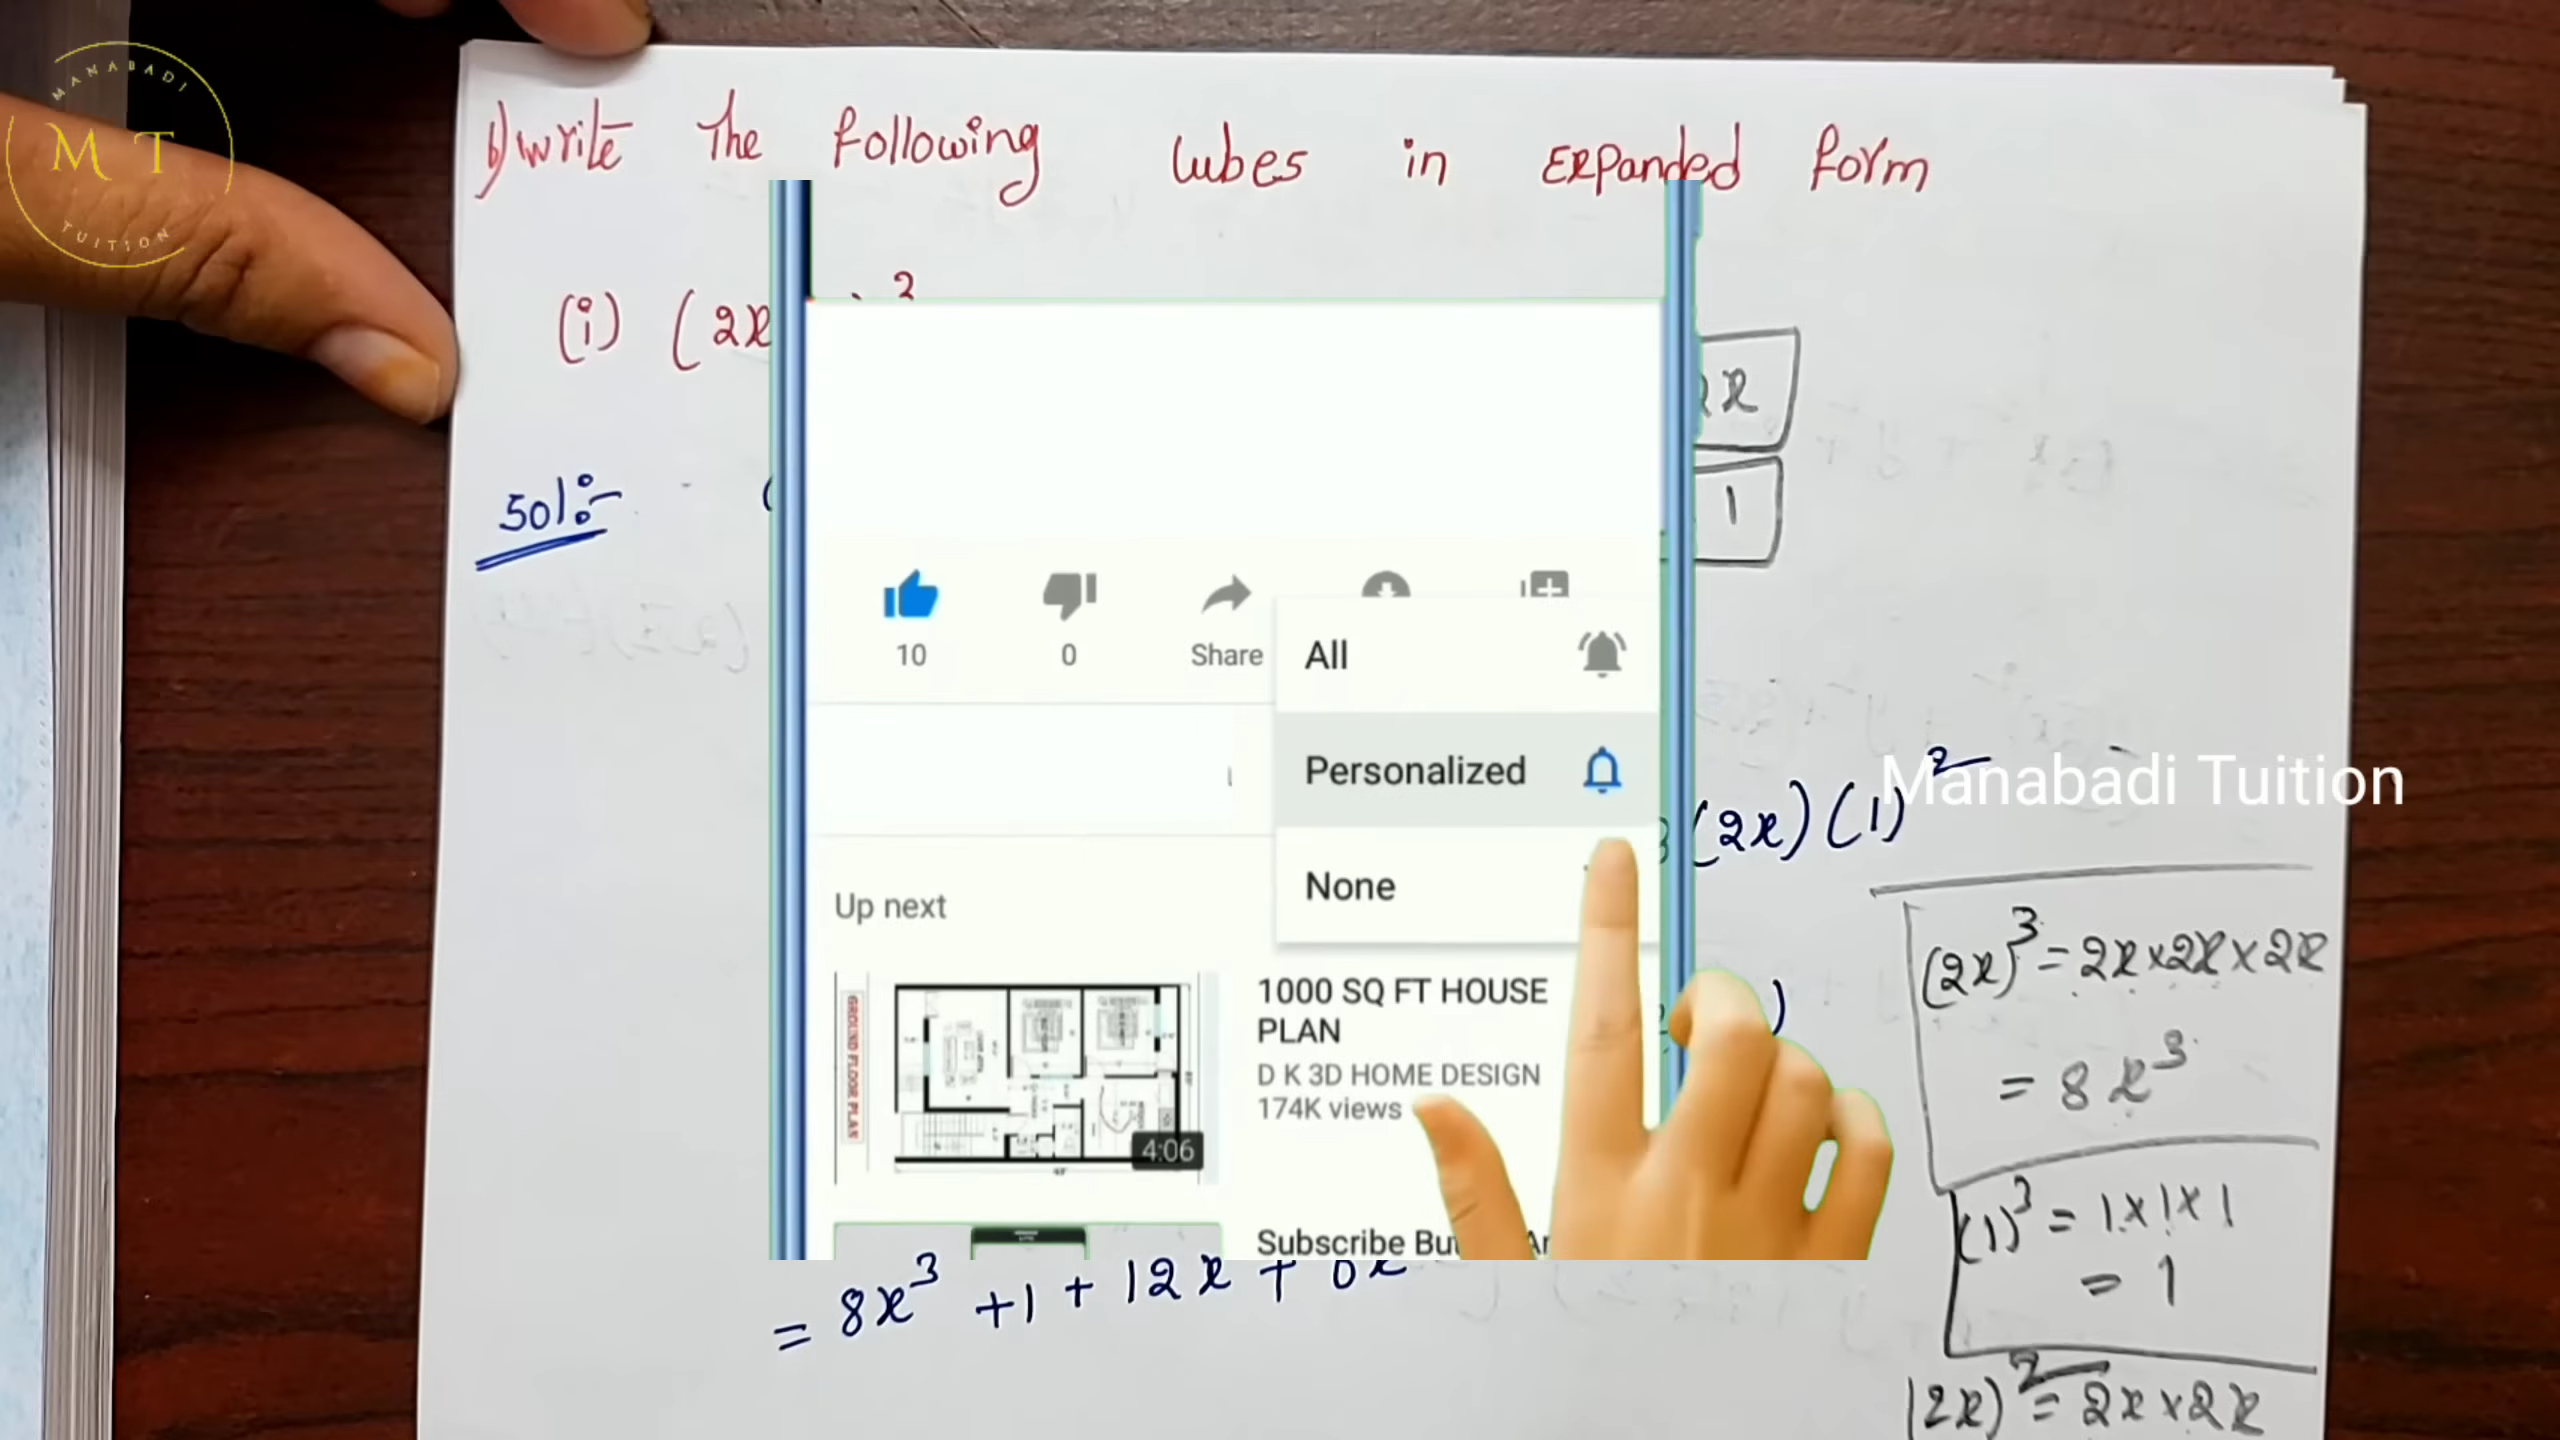 MANABADI
M T
TUITION
6) write The following Cubes in Expanded form
(i) (2x
3
2x
sol:-
1
10
0
Share
All
Personalized
None
Up next
Manabadi Tuition
(2x)(1)²
(2x)³ = 2x×2x×2x
= 8x³
GROUND FLOOR PLAN
1000 SQ FT HOUSE
PLAN
D K 3D HOME DESIGN
174K views
4:06
(1)³ = 1×1×1
= 1
Subscribe
= 8x³ +1 + 12x +
(2x)² = 2x×2x